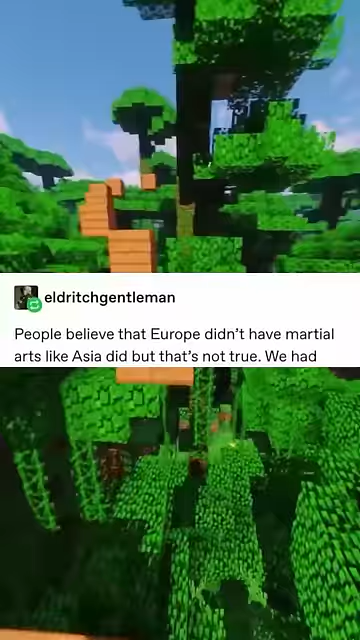 eldritchgentleman
People believe that Europe didn't have martial
arts like Asia did but that's not true. We had